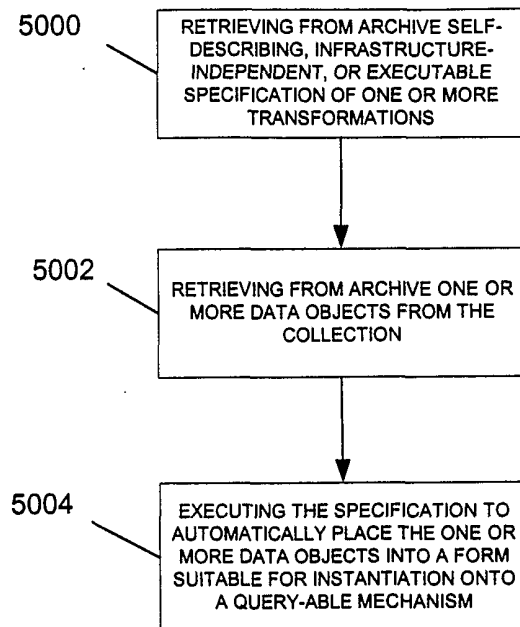 5000
RETRIEVING FROM ARCHIVE SELF-
DESCRIBING, INFRASTRUCTURE-
INDEPENDENT, OR EXECUTABLE
SPECIFICATION OF ONE OR MORE
TRANSFORMATIONS
5002
RETRIEVING FROM ARCHIVE ONE OR
MORE DATA OBJECTS FROM THE
COLLECTION
5004
EXECUTING THE SPECIFICATION TO
AUTOMATICALLY PLACE THE ONE OR
MORE DATA OBJECTS INTO A FORM
SUITABLE FOR INSTANTIATION ONTO
A QUERY-ABLE MECHANISM